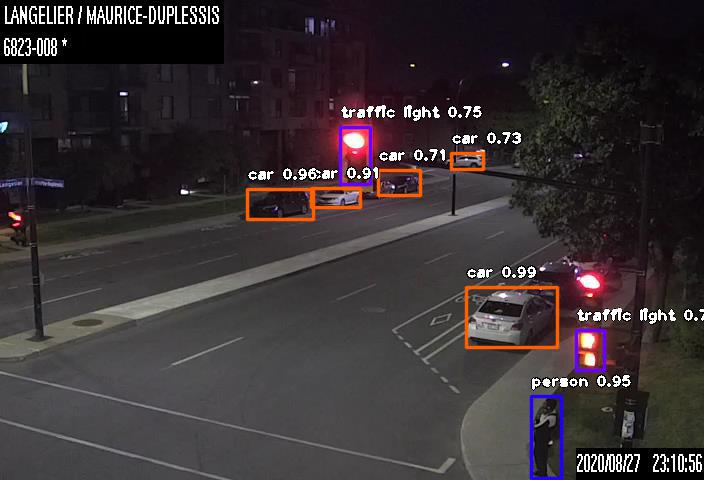 LANGELIER / MAURICE-DUPLESSIS
6823-008 *
traffic light 0.75
car 0.73
car 0.71
car 0.96
car 0.91
car 0.99
traffic light 0.7
person 0.95
Langelier
2020/08/27 23:10:56